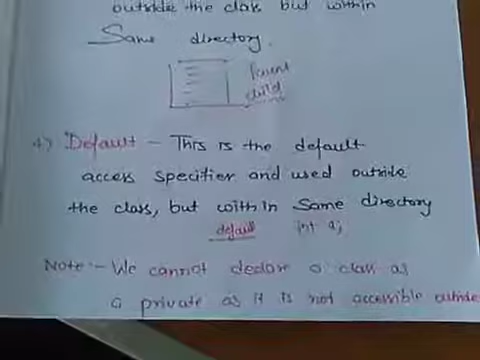 outside the class but within
Same directory.
Parent
child
4) Default - This is the default
access specifier and used outside
the class, but within Same directory
default int a;
Note:- We cannot declare a class as
a private as it is not accessible outside